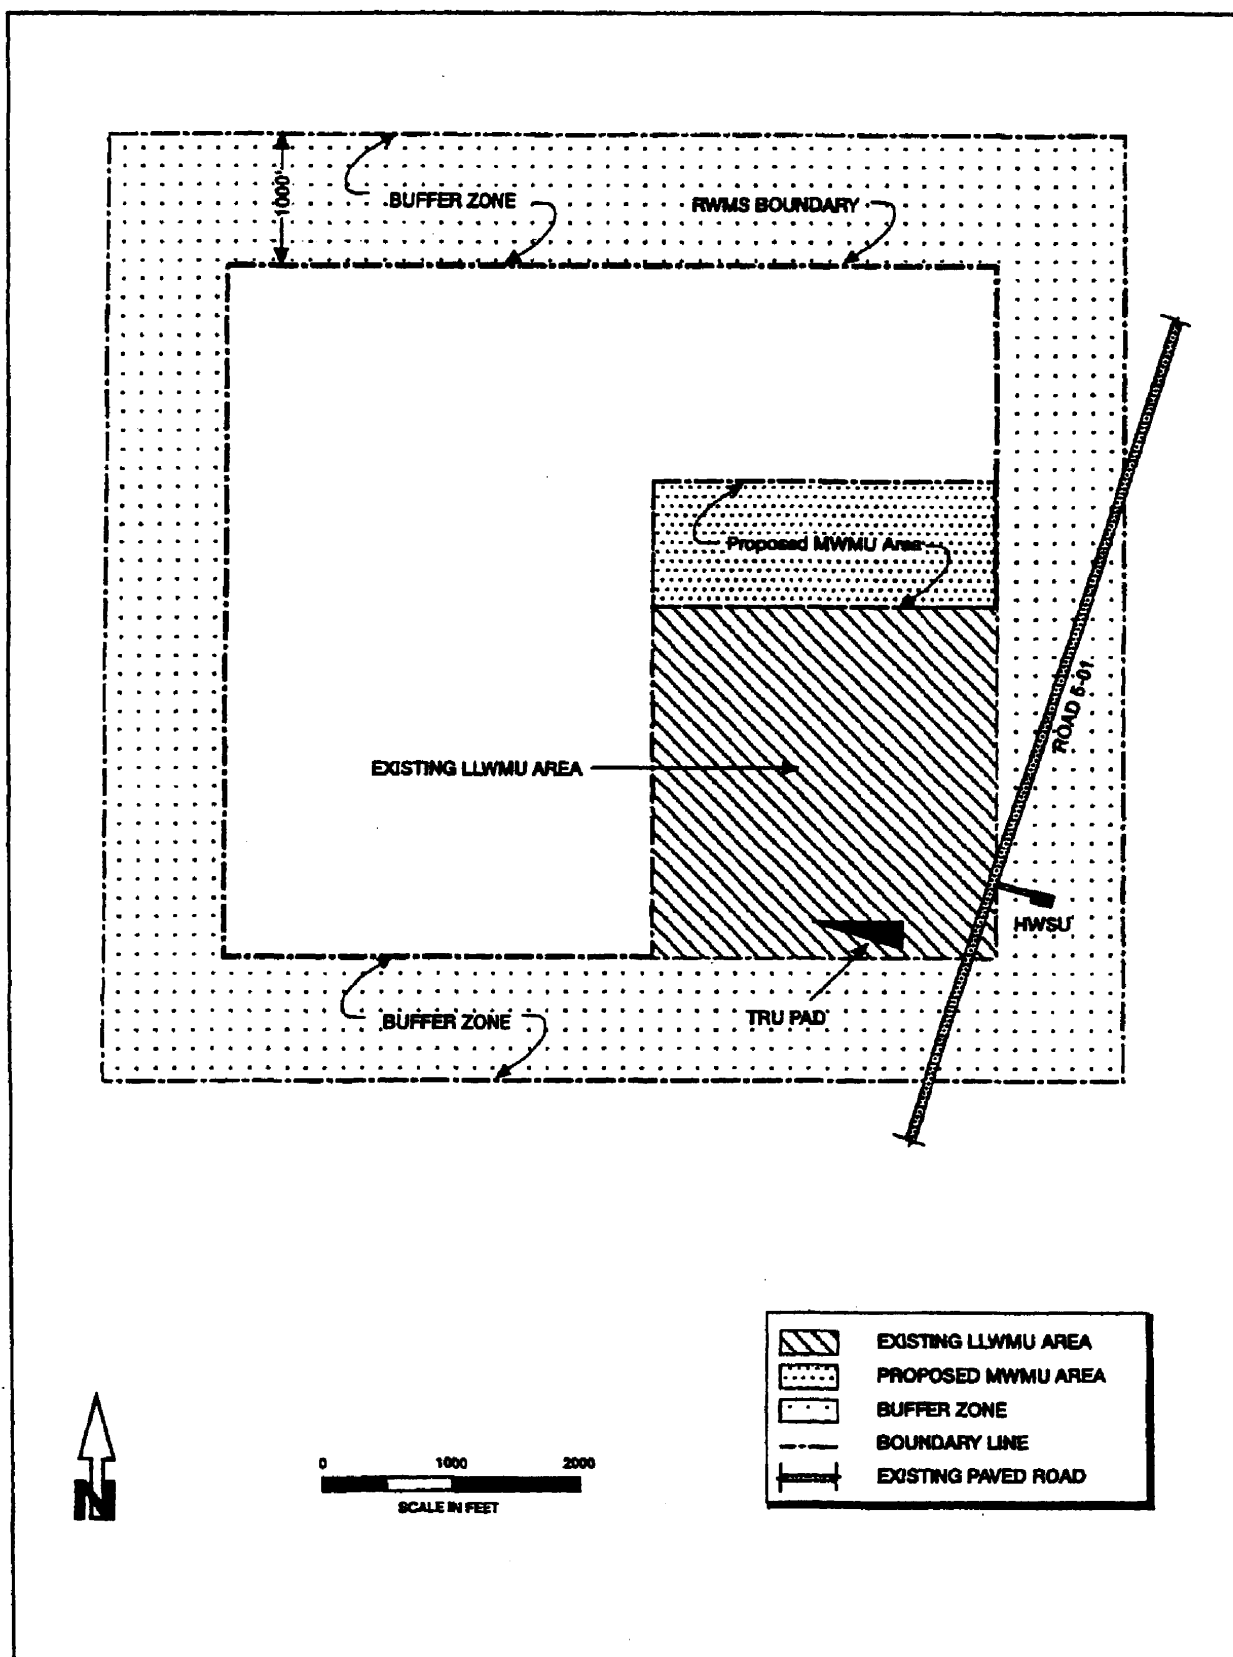 1000'
BUFFER ZONE
RWMS BOUNDARY
Proposed MWMU Area
ROAD 5-01
EXISTING LLWMU AREA
HWSU
TRU PAD
BUFFER ZONE
EXISTING LLWMU AREA
PROPOSED MWMU AREA
BUFFER ZONE
BOUNDARY LINE
EXISTING PAVED ROAD
N
0 1000 2000
SCALE IN FEET